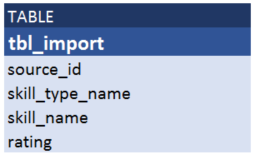 TABLE
tbl_import
source_id
skill_type_name
skill_name
rating